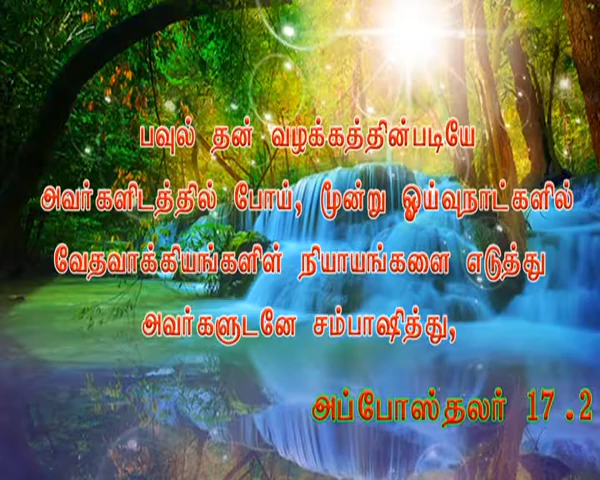 பவுல் தன் வழக்கத்தின்படியே
அவர்களிடத்தில் போய், மூன்று ஓய்வுநாட்களில்
வேதவாக்கியங்களின் நியாயங்களை எடுத்து
அவர்களுடனே சம்பாஷித்து,
அப்போஸ்தலர் 17 .2